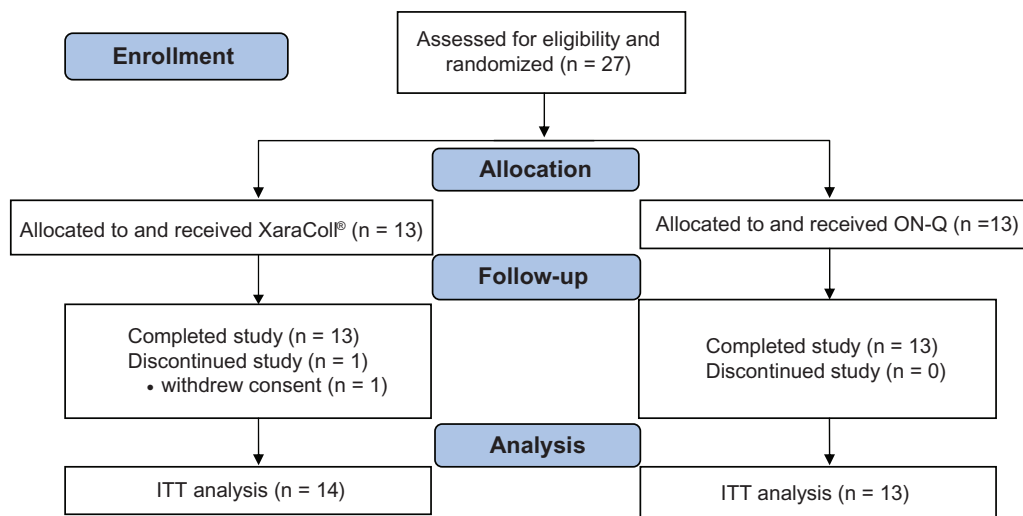 Enrollment
Assessed for eligibility and
randomized (n = 27)
Allocation
Allocated to and received XaraColl® (n = 13)
Allocated to and received ON-Q (n =13)
Follow-up
Completed study (n = 13)
Discontinued study (n = 1)
• withdrew consent (n = 1)
Completed study (n = 13)
Discontinued study (n = 0)
Analysis
ITT analysis (n = 14)
ITT analysis (n = 13)